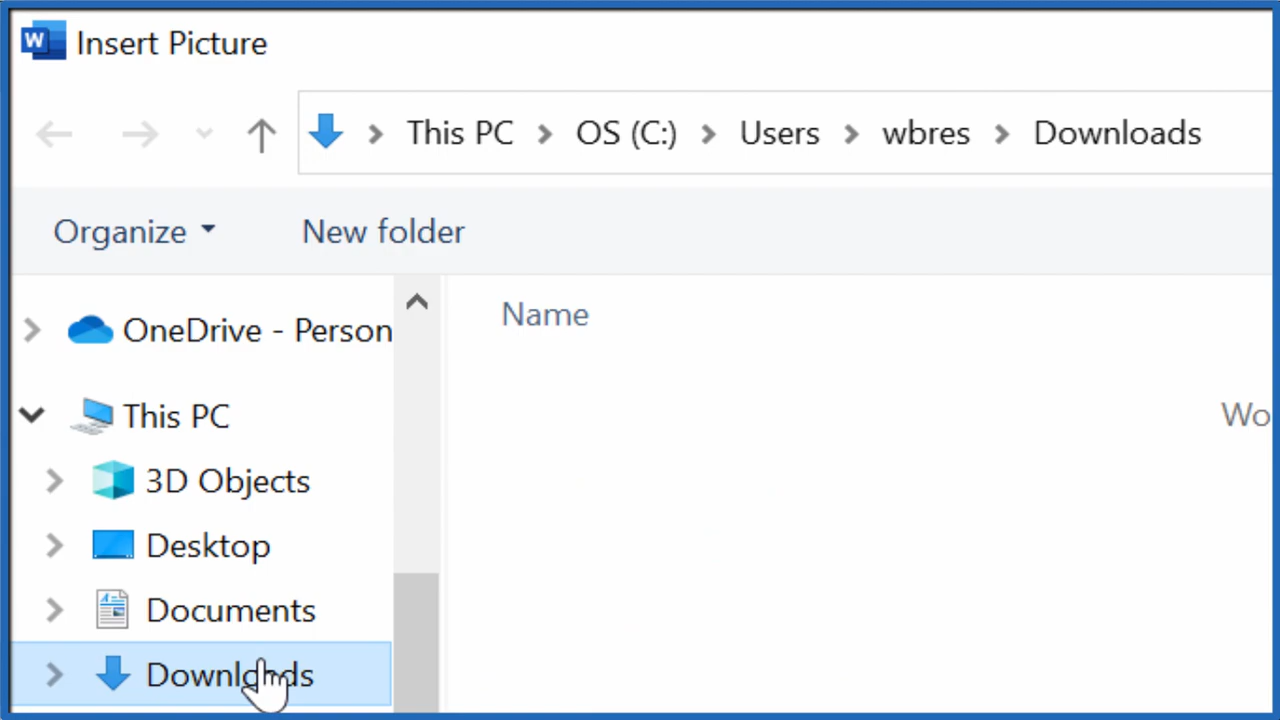 W Insert Picture
This PC OS (C:) Users wbres Downloads
Organize New folder
Name
OneDrive - Person
This PC
Wo
3D Objects
Desktop
Documents
Downloads